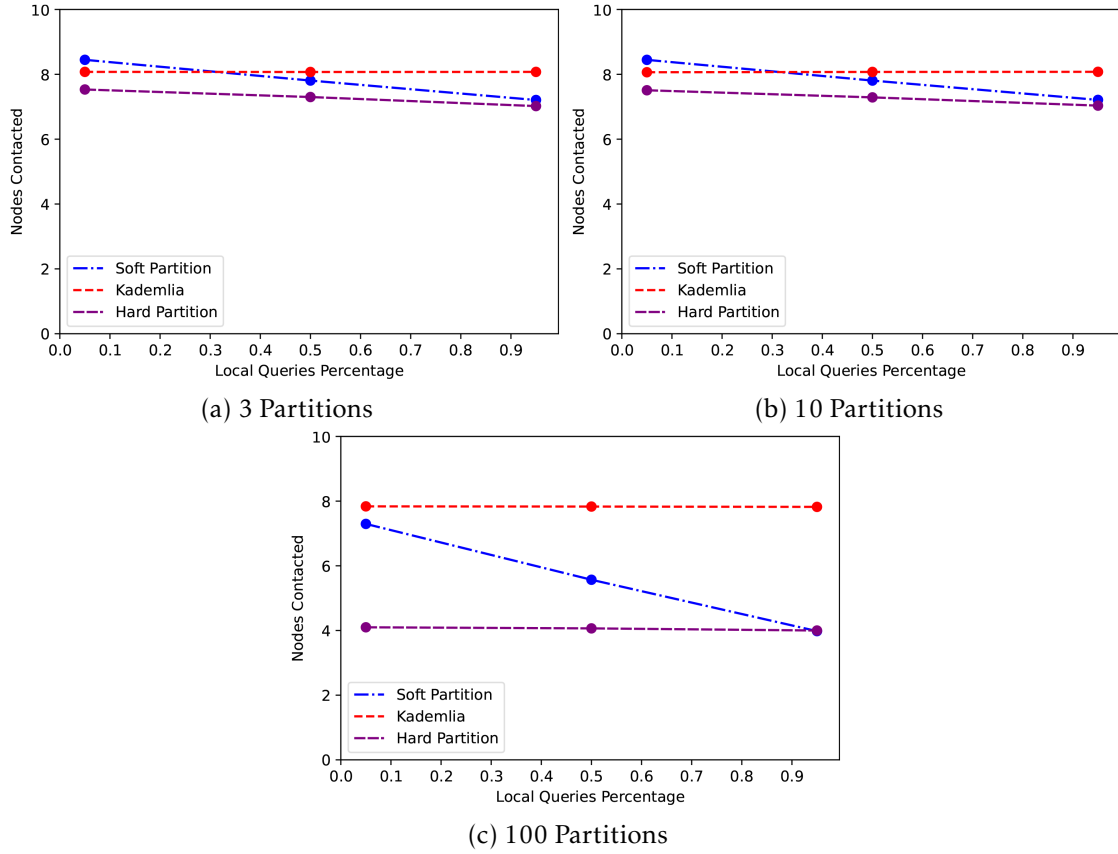 10
8
6
4
2
0
Nodes Contacted
Soft Partition
Kademlia
Hard Partition
0.0 0.1 0.2 0.3 0.4 0.5 0.6 0.7 0.8 0.9
Local Queries Percentage
(a) 3 Partitions
10
8
6
4
2
0
Nodes Contacted
Soft Partition
Kademlia
Hard Partition
0.0 0.1 0.2 0.3 0.4 0.5 0.6 0.7 0.8 0.9
Local Queries Percentage
(b) 10 Partitions
10
8
6
4
2
0
Nodes Contacted
Soft Partition
Kademlia
Hard Partition
0.0 0.1 0.2 0.3 0.4 0.5 0.6 0.7 0.8 0.9
Local Queries Percentage
(c) 100 Partitions